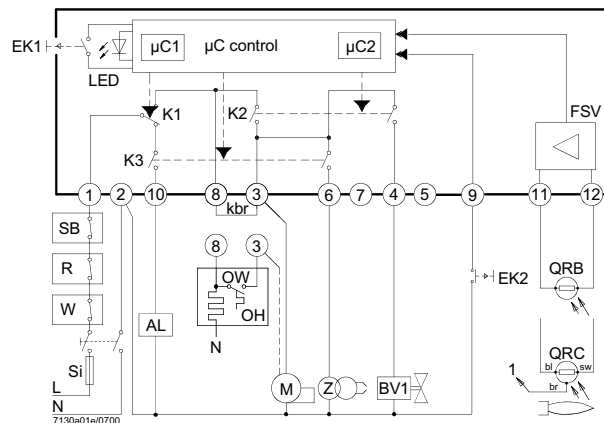 EK1
LED
µC1
µC control
µC2
K1
K2
K3
FSV
1
2
10
8
kbr
3
6
7
4
5
9
11
12
SB
R
W
Si
L
N
7130a01e/0700
AL
8
3
OW
OH
N
M
Z
BV1
EK2
QRB
QRC
bl
sw
br
1